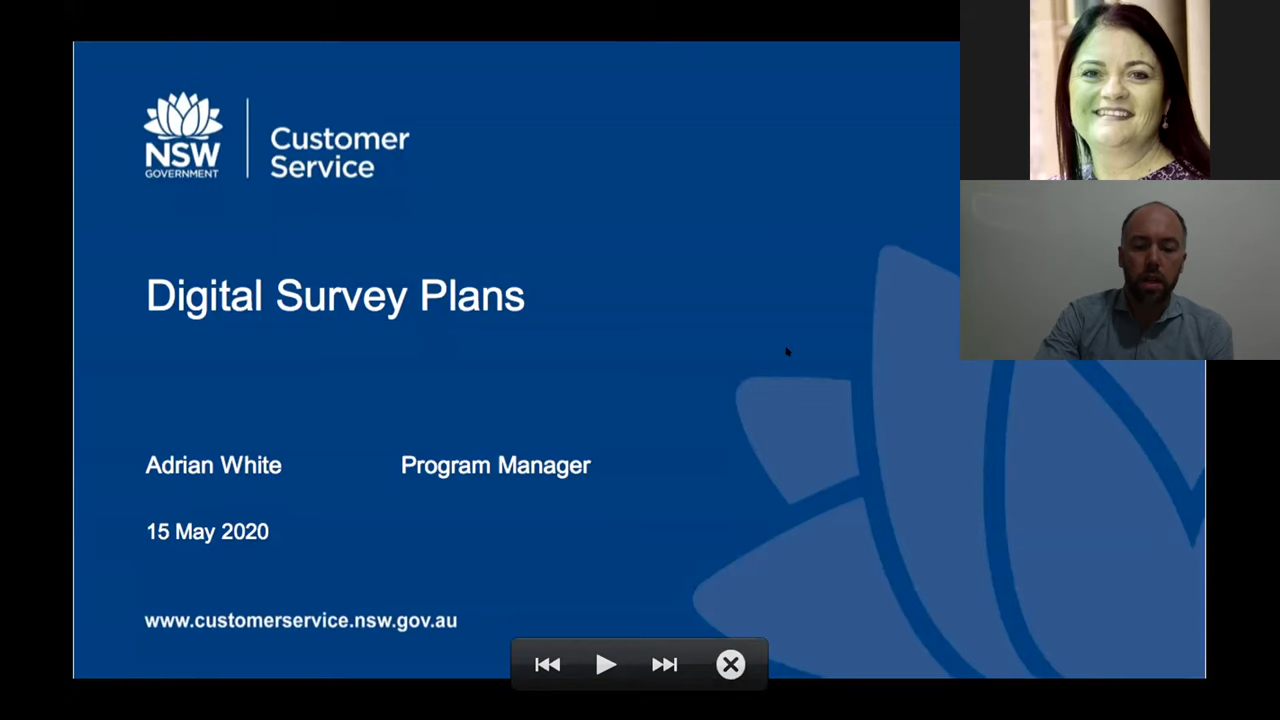 NSW
GOVERNMENT
Customer
Service
Digital Survey Plans
Adrian White Program Manager
15 May 2020
www.customerservice.nsw.gov.au